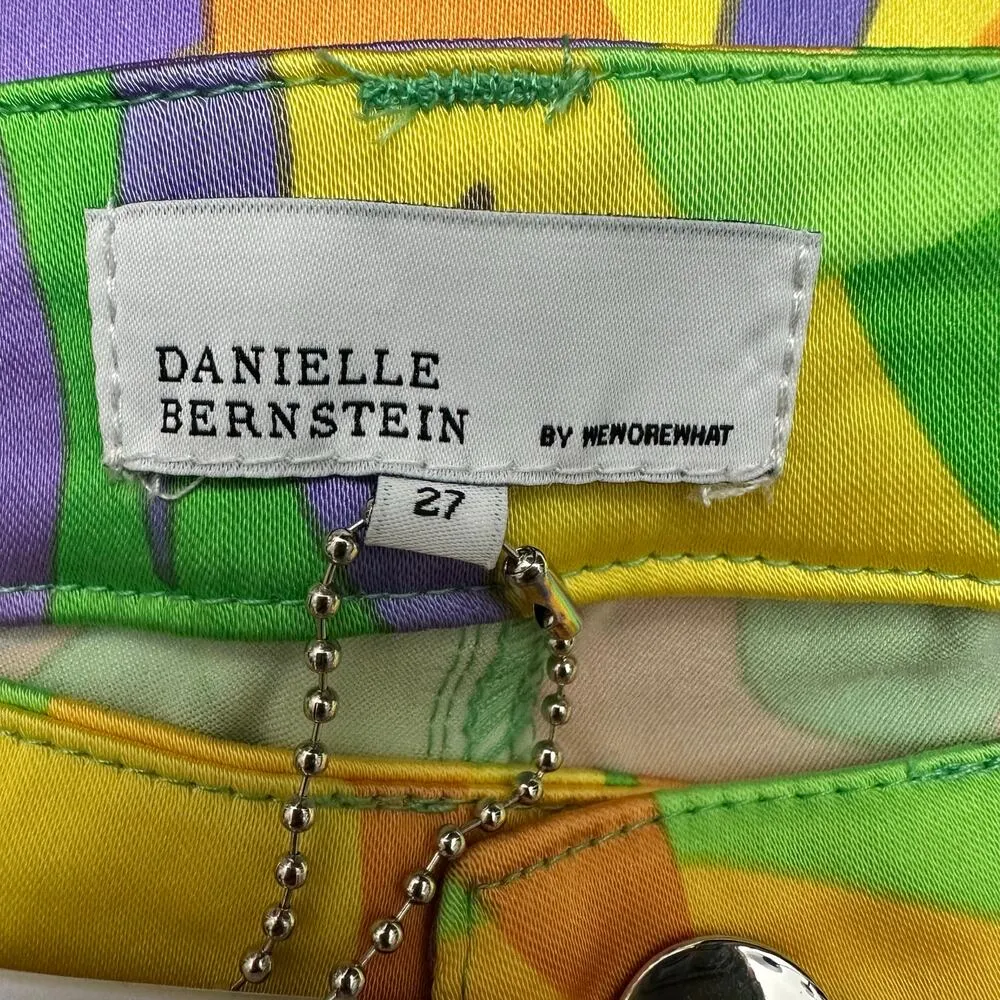 DANIELLE
BERNSTEIN
BY WEWOREWHAT
27